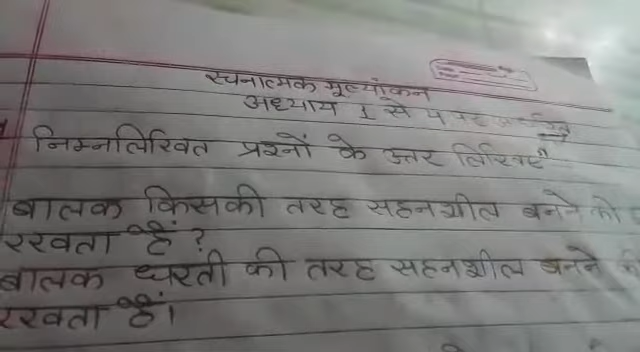 रचनात्मक मूल्यांकन
अध्याय 1 से 4
निम्नलिखित प्रश्नों के उत्तर लिखिए
बालक किसकी तरह सहनशील बनने की
रखता हैं?
बालक धरती की तरह सहनशील बनने की
रखता हैं।